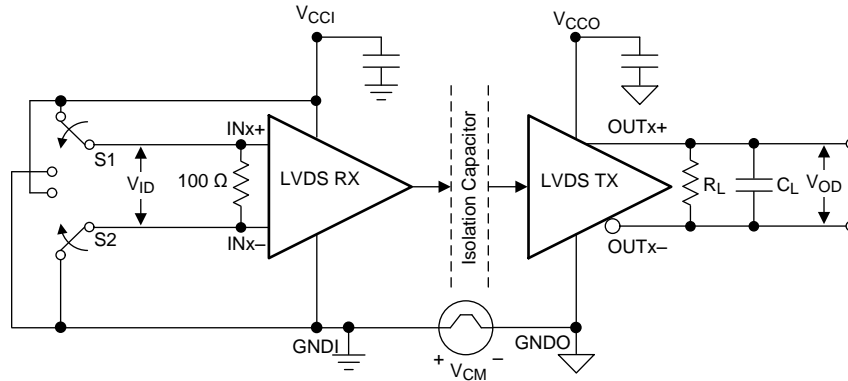 VCCI
VCCO
S1
VID
S2
INx+
100 Ω
INx–
LVDS RX
Isolation Capacitor
LVDS TX
OUTx+
RL
CL
VOD
OUTx–
GNDI
+
VCM
–
GNDO